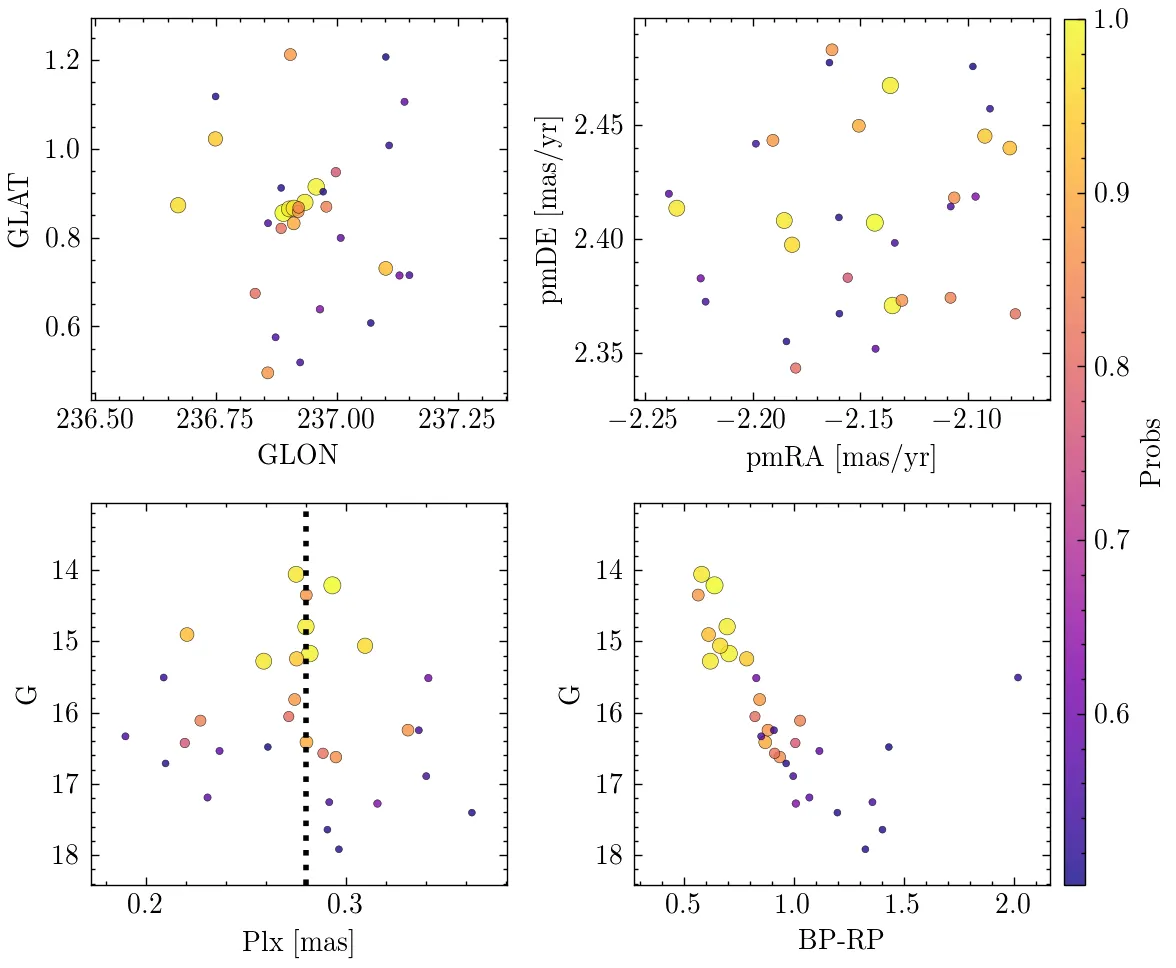 1.2
1.0
0.8
0.6
GLAT
236.50 236.75 237.00 237.25
GLON
2.45
2.40
2.35
pmDE [mas/yr]
−2.25 −2.20 −2.15 −2.10
pmRA [mas/yr]
14
15
16
17
18
G
0.2 0.3
Plx [mas]
14
15
16
17
18
G
0.5 1.0 1.5 2.0
BP-RP
1.0
0.9
0.8
0.7
0.6
Probs